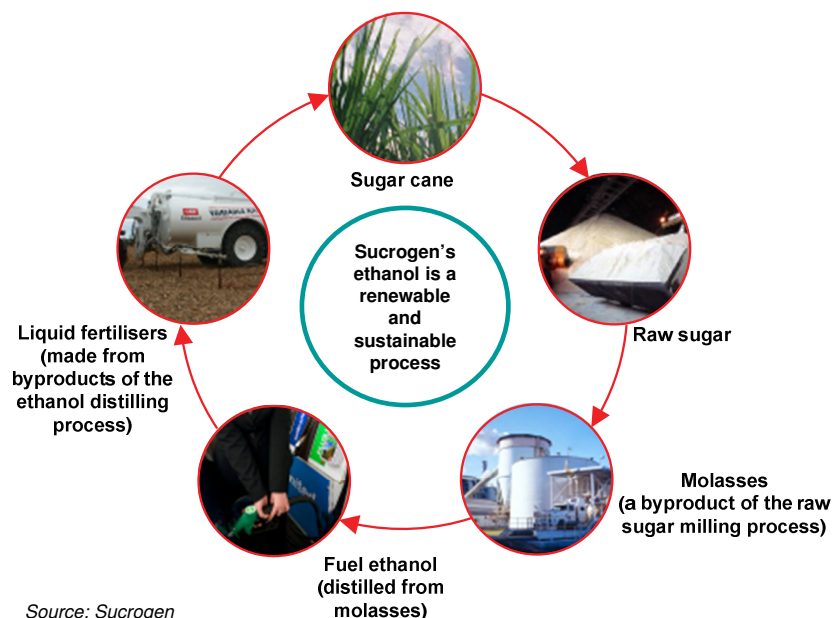 Sugar cane
Sucrogen's
ethanol is a
renewable
and
sustainable
process
Raw sugar
Molasses
(a byproduct of the raw
sugar milling process)
Fuel ethanol
(distilled from
molasses)
Liquid fertilisers
(made from
byproducts of the
ethanol distilling
process)
Source: Sucrogen